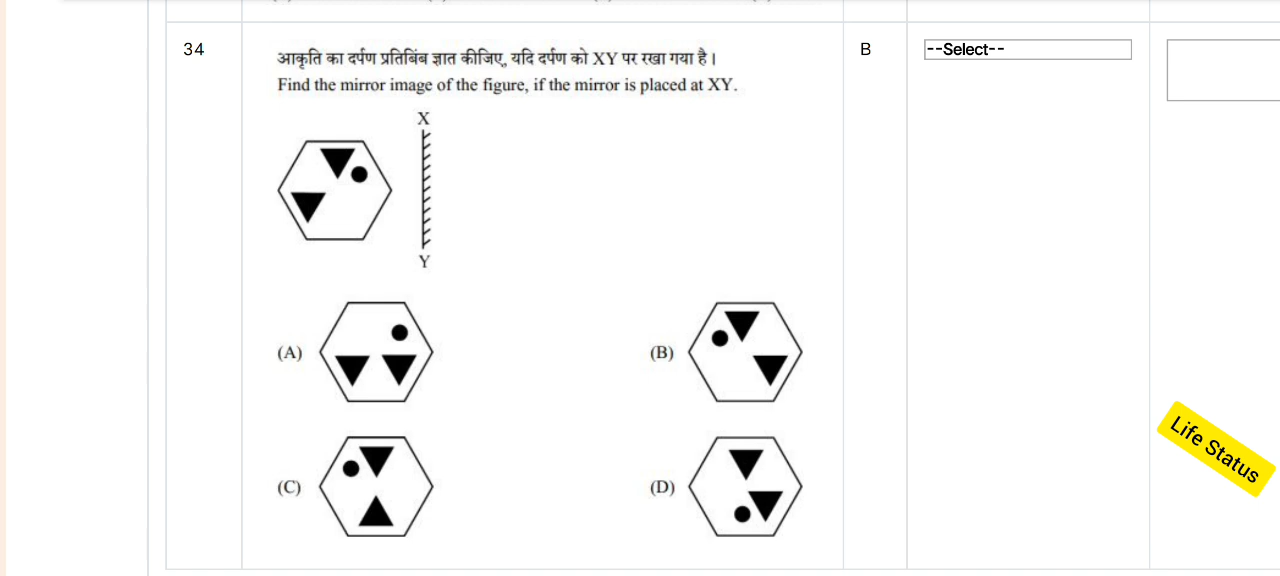 34
आकृति का दर्पण प्रतिबिंब ज्ञात कीजिए, यदि दर्पण को XY पर रखा गया है।
B
--Select--
Find the mirror image of the figure, if the mirror is placed at XY.
X
Y
(A)
(B)
(C)
(D)
Life Status